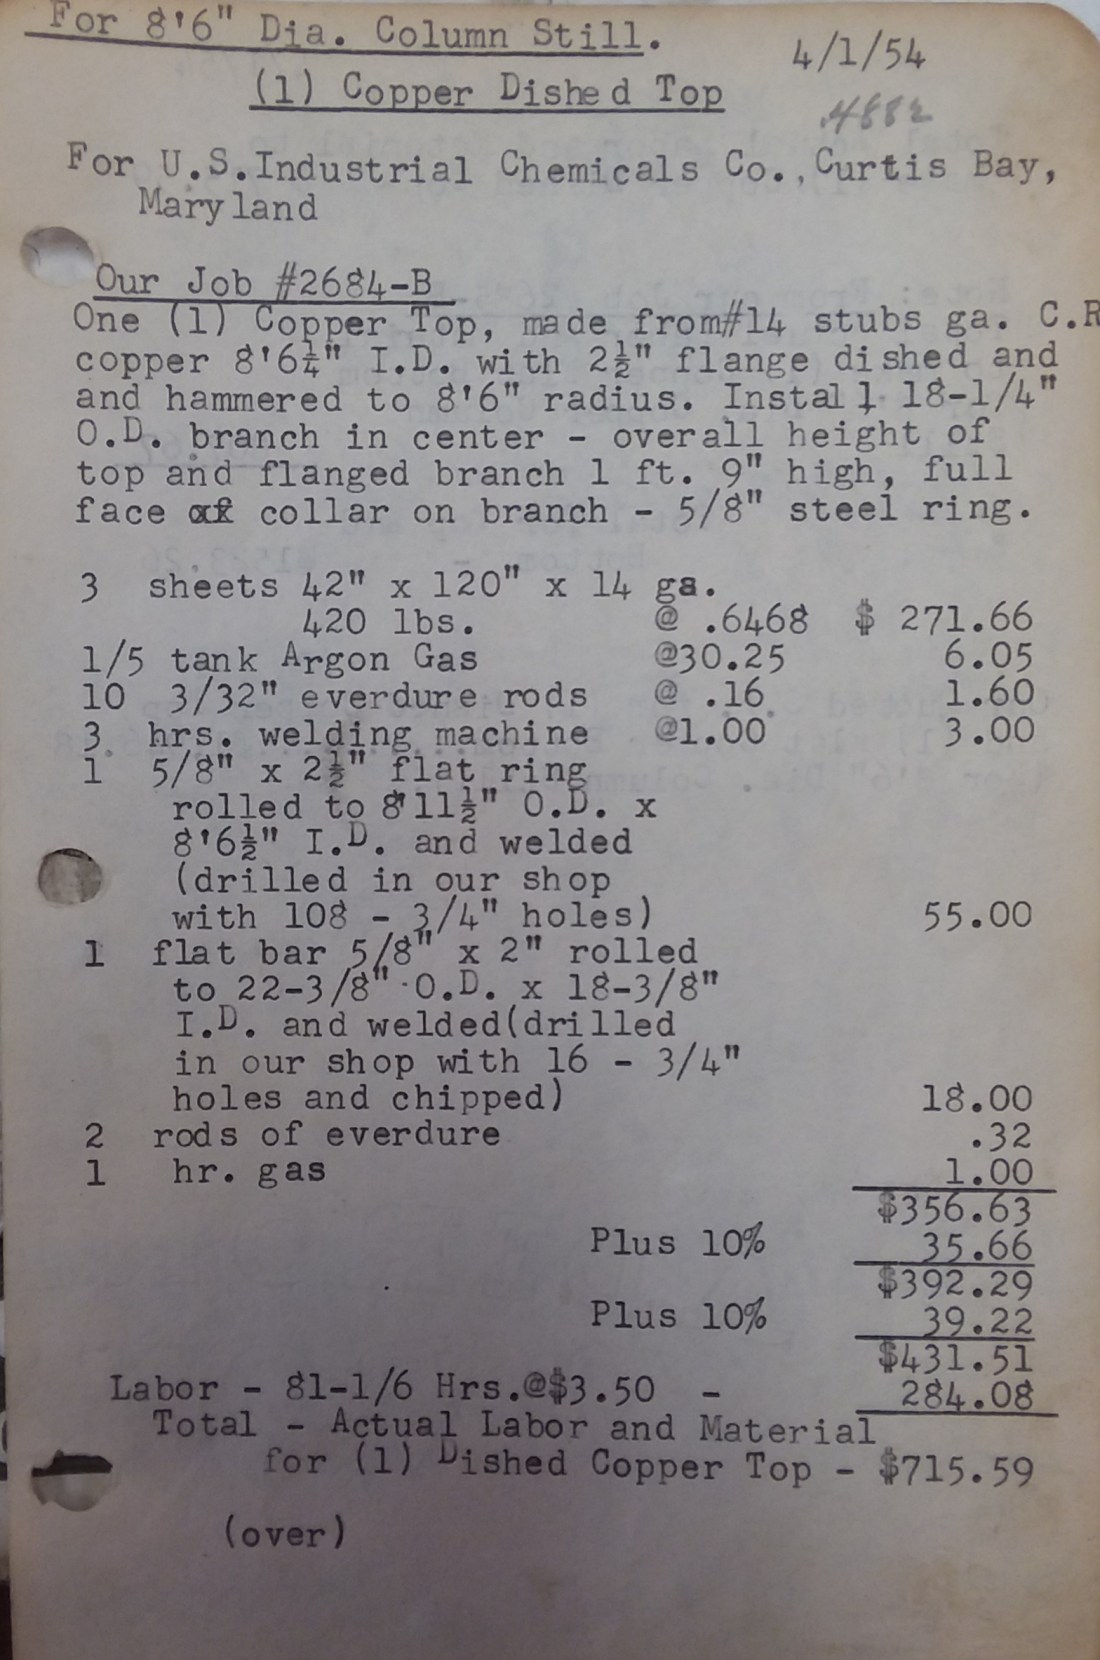 For 8'6" Dia. Column Still.
4/1/54
(1) Copper Dished Top
.4882
For U.S.Industrial Chemicals Co.,Curtis Bay,
Maryland
Our Job #2684-B
One (1) Copper Top, made from#14 stubs ga. C.R
copper 8'6¼" I.D. with 2½" flange dished and
and hammered to 8'6" radius. Install 18-1/4"
O.D. branch in center - overall height of
top and flanged branch 1 ft. 9" high, full
face of collar on branch - 5/8" steel ring.
3 sheets 42" x 120" x 14 ga.
420 lbs. @ .6468 $ 271.66
1/5 tank Argon Gas @30.25 6.05
10 3/32" everdure rods @ .16 1.60
3 hrs. welding machine @1.00 3.00
1 5/8" x 2½" flat ring
rolled to 8'11½" O.D. x
8'6½" I.D. and welded
(drilled in our shop
with 108 - 3/4" holes) 55.00
1 flat bar 5/8" x 2" rolled
to 22-3/8" O.D. x 18-3/8"
I.D. and welded(drilled
in our shop with 16 - 3/4"
holes and chipped) 18.00
2 rods of everdure .32
1 hr. gas 1.00
$356.63
Plus 10% 35.66
$392.29
Plus 10% 39.22
$431.51
Labor - 81-1/6 Hrs.@$3.50 - 284.08
Total - Actual Labor and Material
for (1) Dished Copper Top - $715.59
(over)